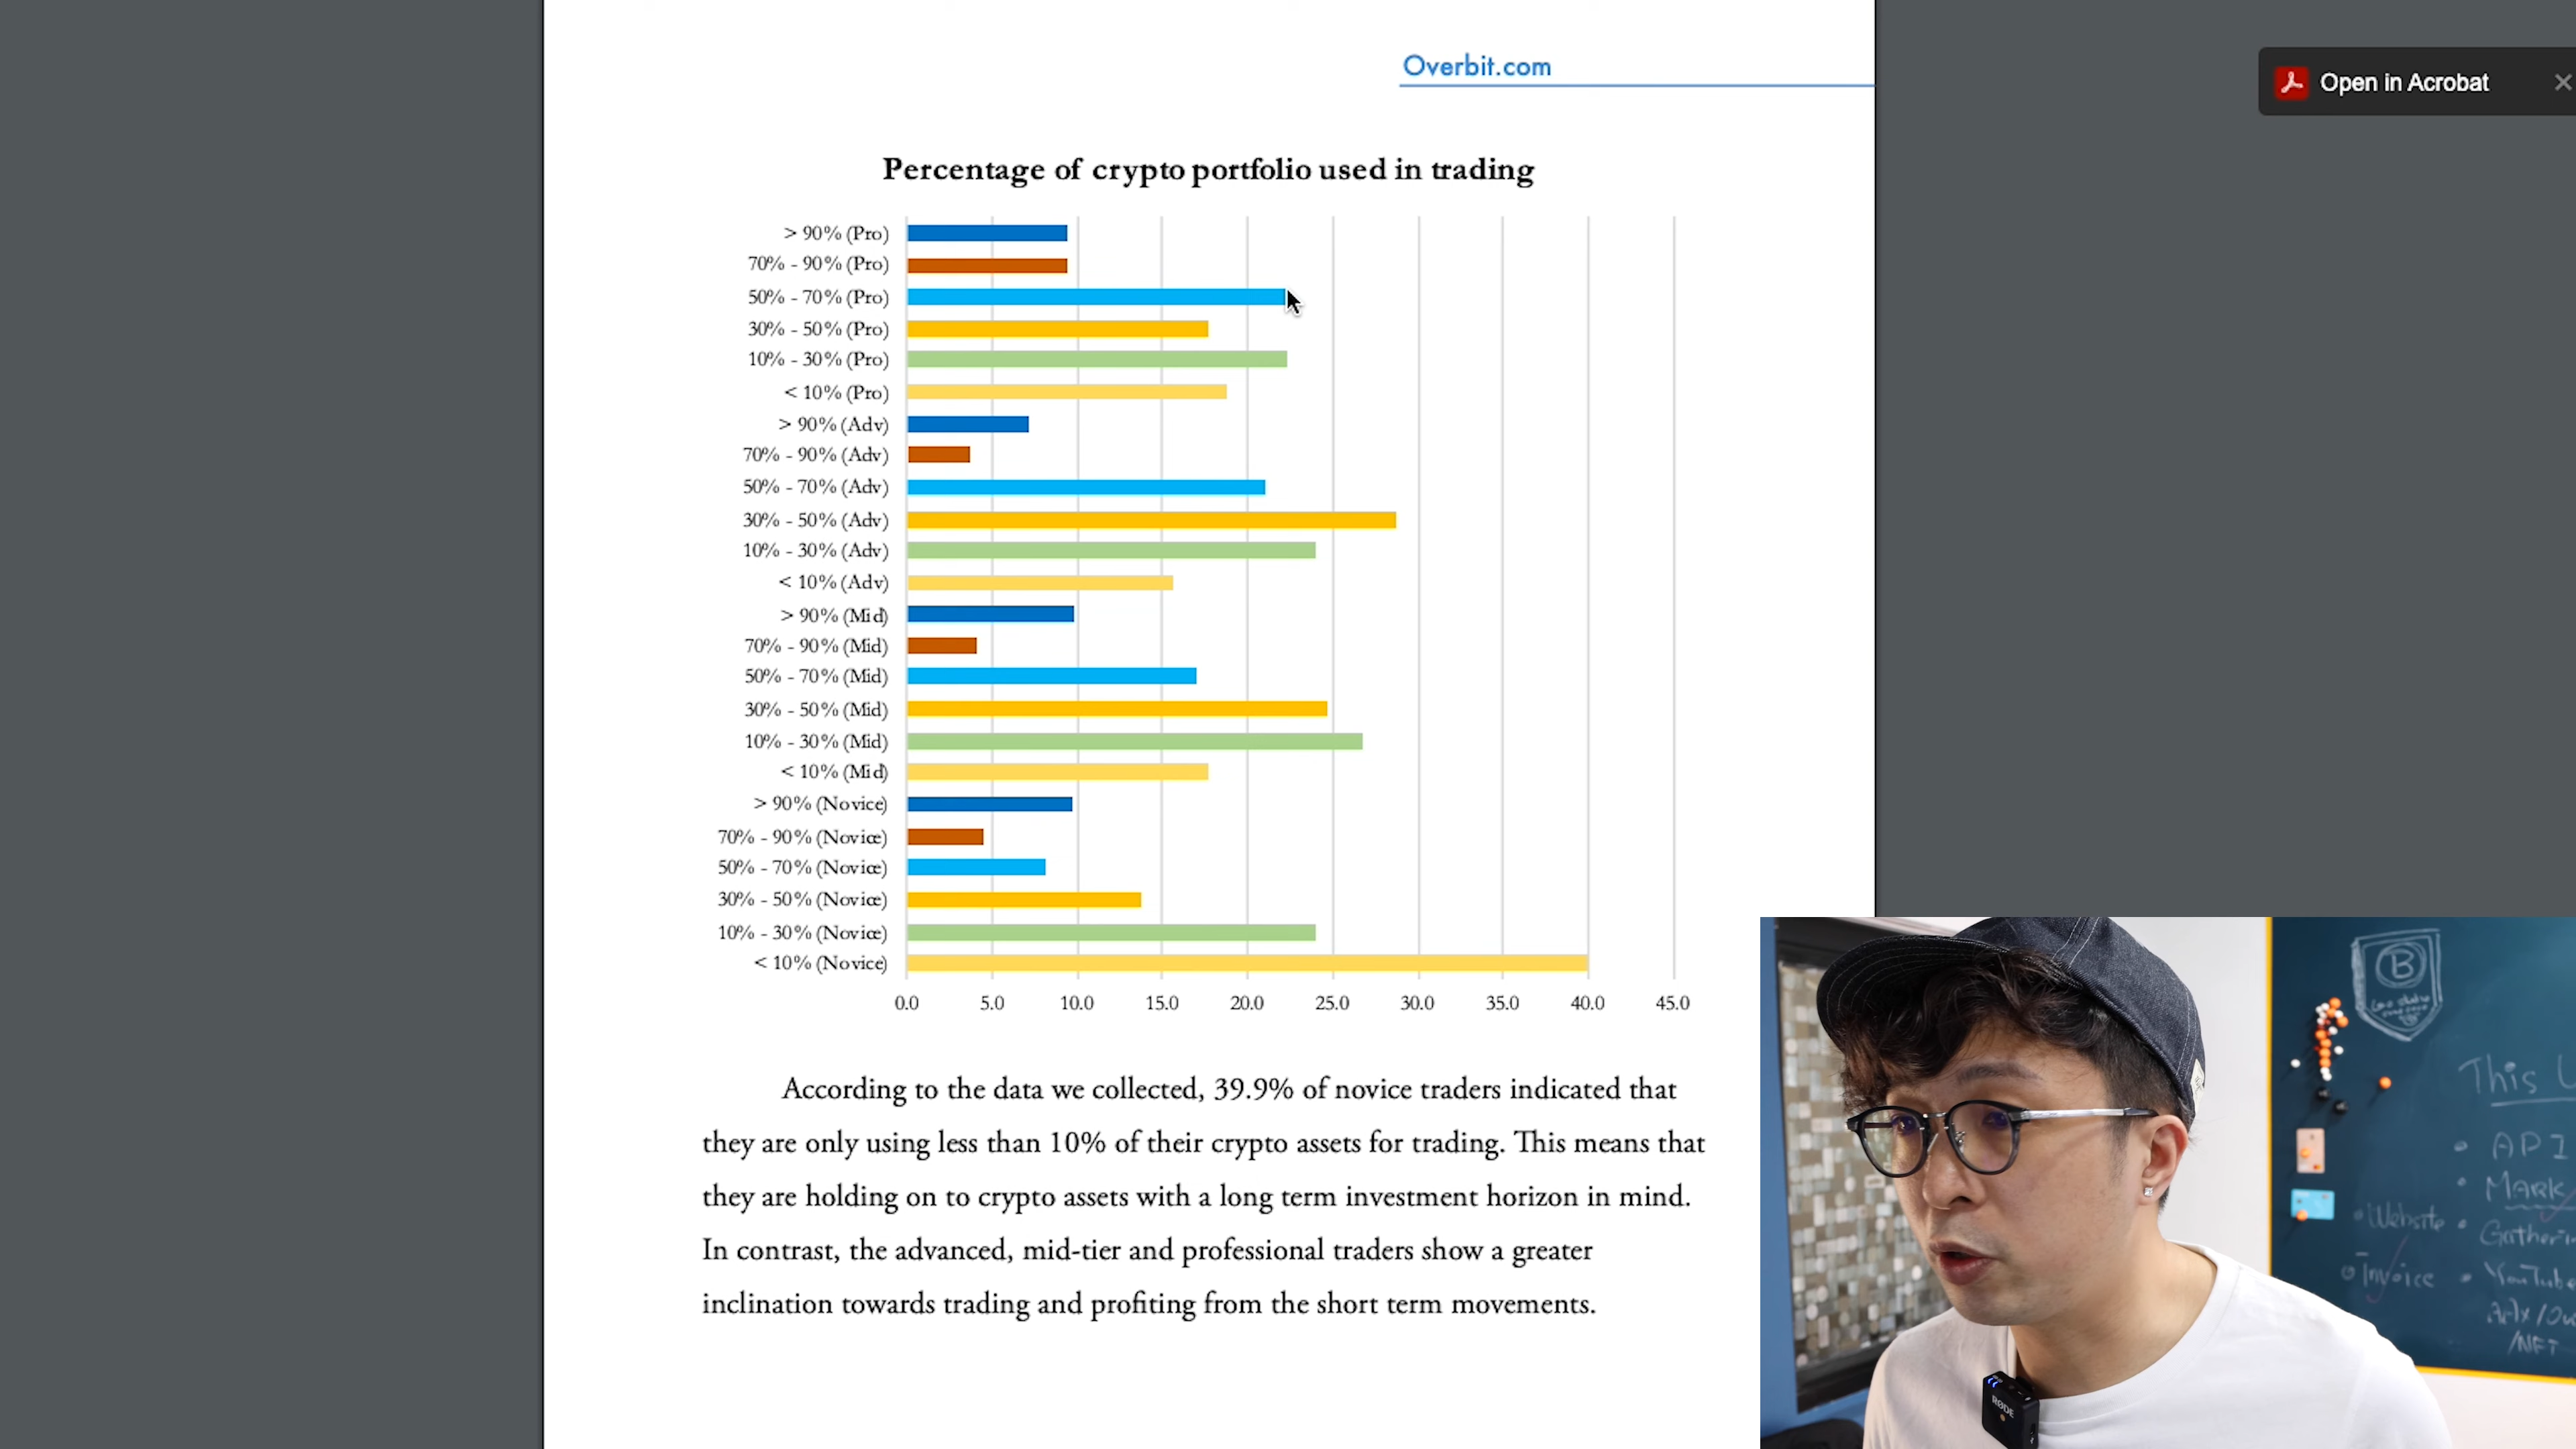 Overbit.com
Open in Acrobat
Percentage of crypto portfolio used in trading
> 90% (Pro)
70% - 90% (Pro)
50% - 70% (Pro)
30% - 50% (Pro)
10% - 30% (Pro)
< 10% (Pro)
> 90% (Adv)
70% - 90% (Adv)
50% - 70% (Adv)
30% - 50% (Adv)
10% - 30% (Adv)
< 10% (Adv)
> 90% (Mid)
70% - 90% (Mid)
50% - 70% (Mid)
30% - 50% (Mid)
10% - 30% (Mid)
< 10% (Mid)
> 90% (Novice)
70% - 90% (Novice)
50% - 70% (Novice)
30% - 50% (Novice)
10% - 30% (Novice)
< 10% (Novice)
0.0 5.0 10.0 15.0 20.0 25.0 30.0 35.0 40.0 45.0
According to the data we collected, 39.9% of novice traders indicated that
they are only using less than 10% of their crypto assets for trading. This means that
they are holding on to crypto assets with a long term investment horizon in mind.
In contrast, the advanced, mid-tier and professional traders show a greater
inclination towards trading and profiting from the short term movements.
B
This
API
Website
Invoice
/NFT
RØDE